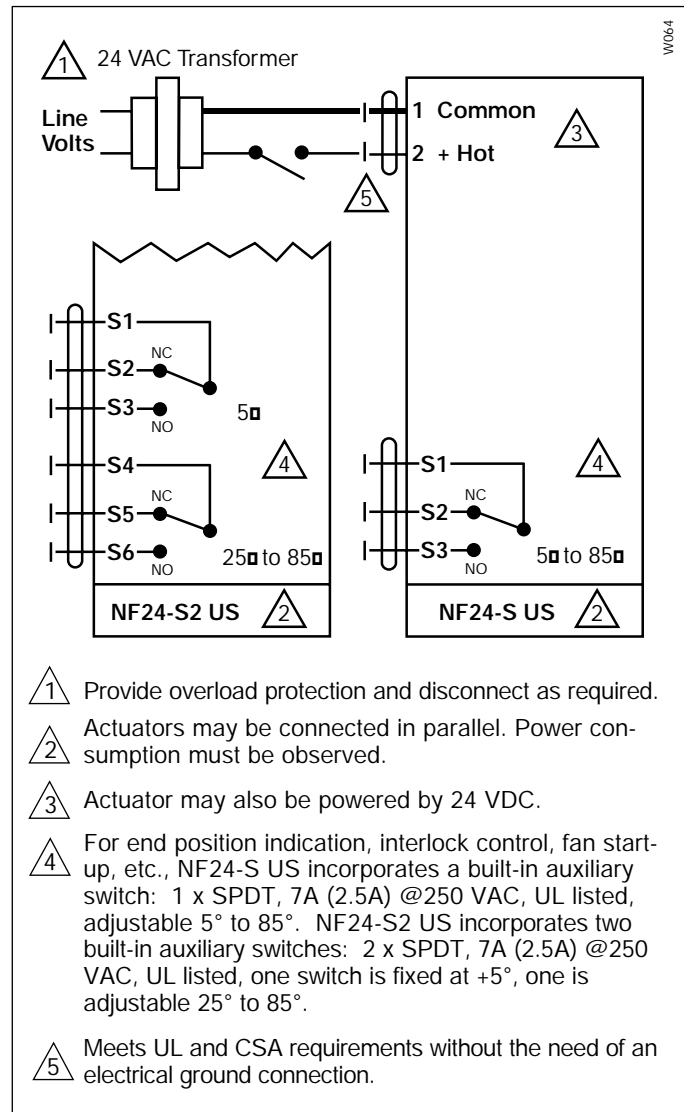 W064
1 24 VAC Transformer
Line
Volts
1 Common
2 + Hot
3
5
S1
NC
S2
S3
NO
5¤
4
S4
NC
S5
S6
NO
25¤ to 85¤
NF24-S2 US 2
S1
4
NC
S2
S3
NO
5¤ to 85¤
NF24-S US 2
1 Provide overload protection and disconnect as required.
2 Actuators may be connected in parallel. Power con-
sumption must be observed.
3 Actuator may also be powered by 24 VDC.
4 For end position indication, interlock control, fan start-
up, etc., NF24-S US incorporates a built-in auxiliary
switch: 1 x SPDT, 7A (2.5A) @250 VAC, UL listed,
adjustable 5° to 85°. NF24-S2 US incorporates two
built-in auxiliary switches: 2 x SPDT, 7A (2.5A) @250
VAC, UL listed, one switch is fixed at +5°, one is
adjustable 25° to 85°.
5 Meets UL and CSA requirements without the need of an
electrical ground connection.